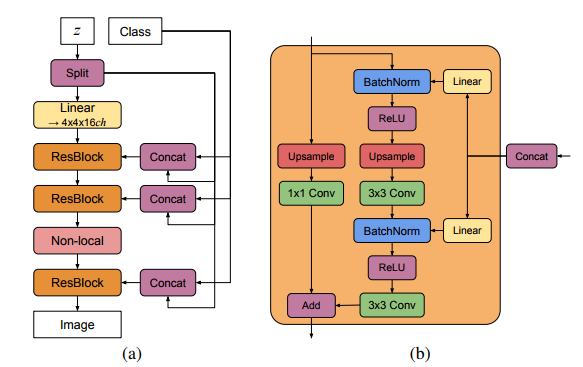 z
Class
Split
Linear
→ 4x4x16ch
ResBlock
Concat
ResBlock
Concat
Non-local
ResBlock
Concat
Image
(a)
BatchNorm
Linear
ReLU
Upsample
Upsample
Concat
1x1 Conv
3x3 Conv
BatchNorm
Linear
ReLU
Add
3x3 Conv
(b)